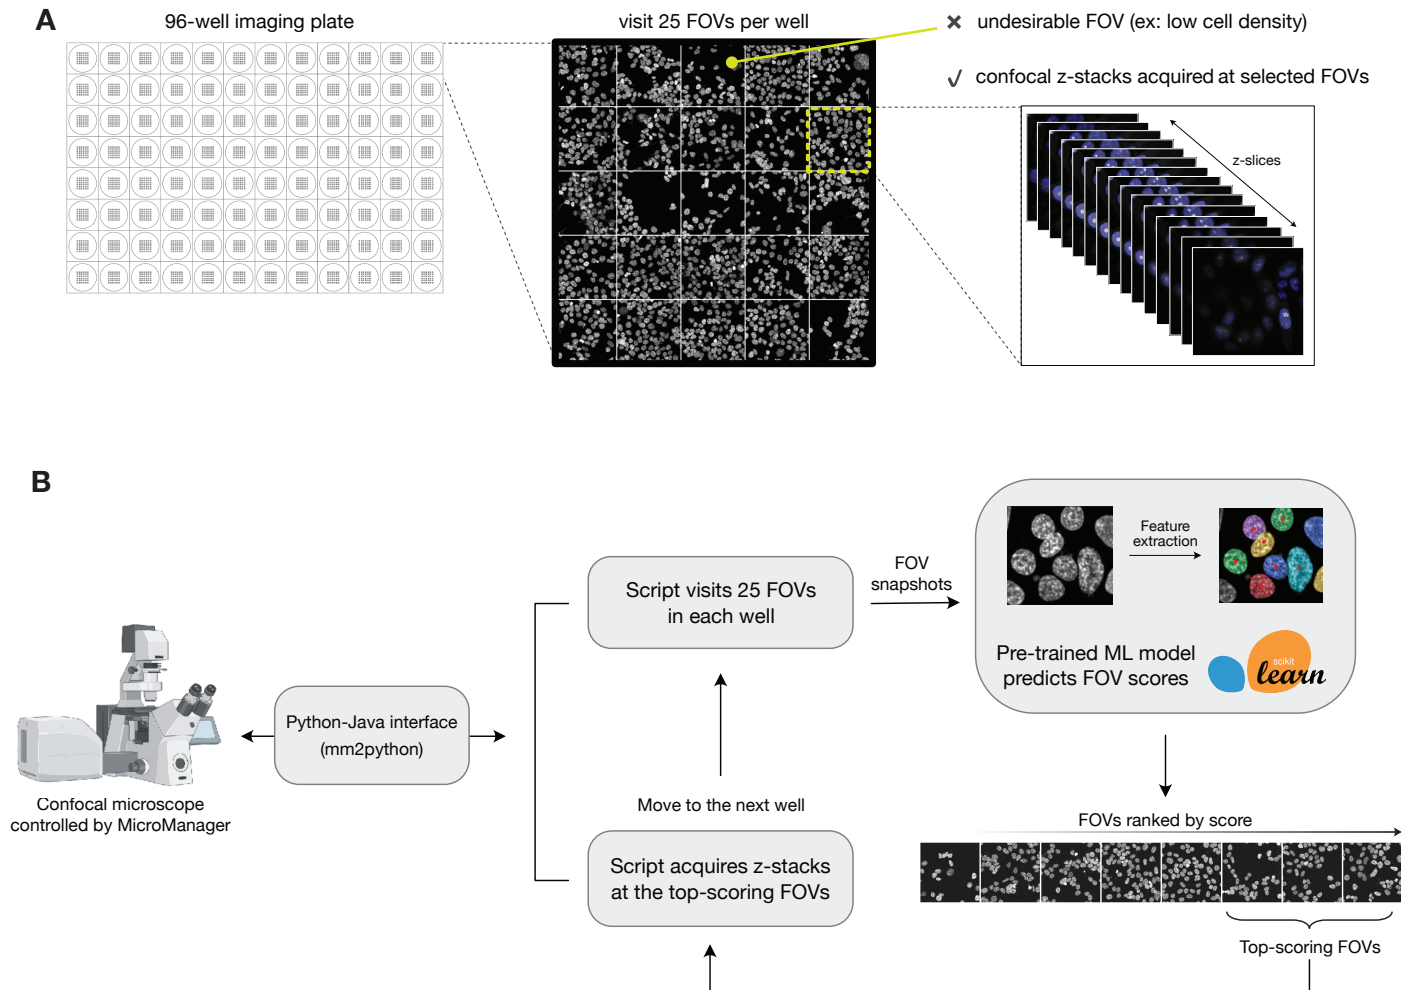 A
96-well imaging plate
visit 25 FOVs per well
undesirable FOV (ex: low cell density)
confocal z-stacks acquired at selected FOVs
z-slices
B
Feature
extraction
FOV
snapshots
Script visits 25 FOVs
in each well
Pre-trained ML model
predicts FOV scores
scikit
learn
Python-Java interface
(mm2python)
Confocal microscope
controlled by MicroManager
Move to the next well
FOVs ranked by score
Script acquires z-stacks
at the top-scoring FOVs
Top-scoring FOVs